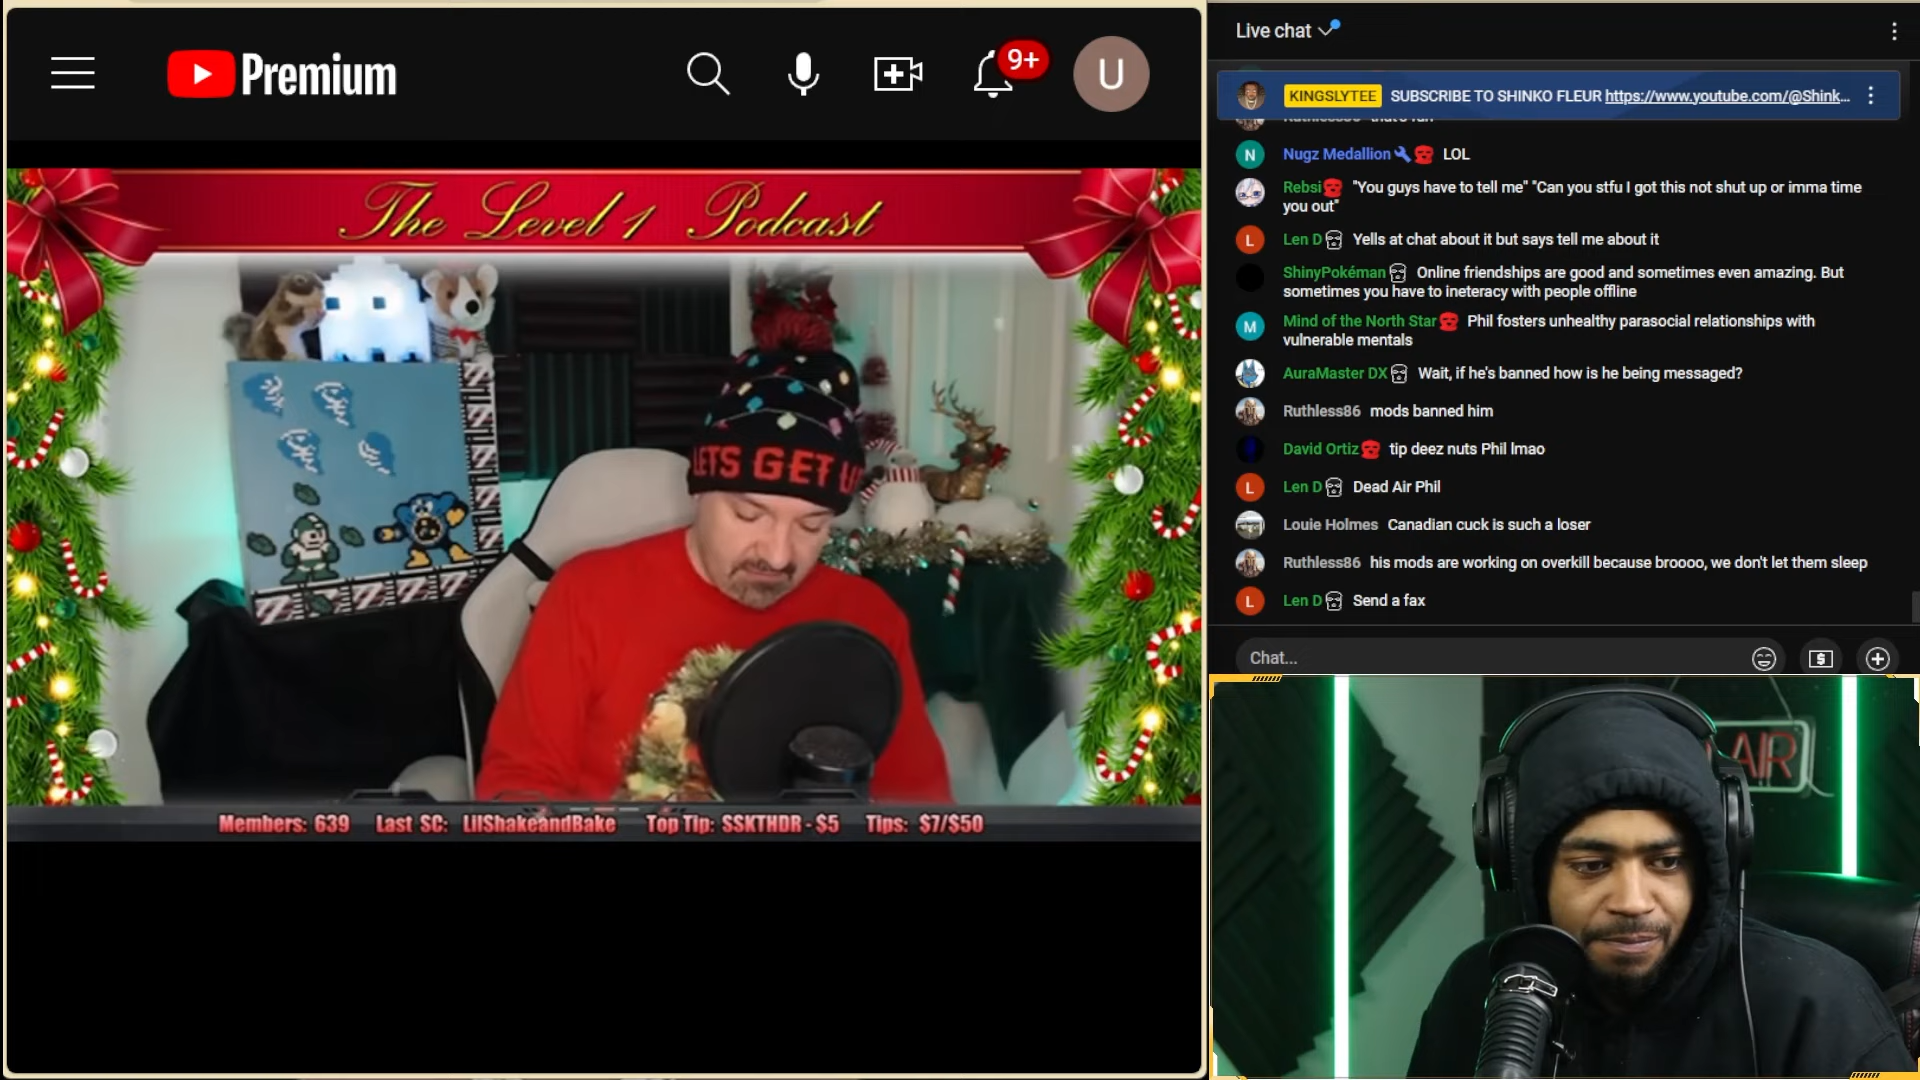 Premium
9+
U
The Level 1 Podcast
LETS GET
Members: 639 Last SC: LilShakeandBake Top Tip: SSKTHDR - $5 Tips: $7/$50
Live chat
KINGSLYTEE SUBSCRIBE TO SHINKO FLEUR https://www.youtube.com/@Shink...
Ruthless86 that's fun
N Nugz Medallion LOL
Rebsi "You guys have to tell me" "Can you stfu I got this not shut up or imma time
you out"
L Len D Yells at chat about it but says tell me about it
ShinyPokéman Online friendships are good and sometimes even amazing. But
sometimes you have to ineteracy with people offline
M Mind of the North Star Phil fosters unhealthy parasocial relationships with
vulnerable mentals
AuraMaster DX Wait, if he's banned how is he being messaged?
Ruthless86 mods banned him
David Ortiz tip deez nuts Phil lmao
L Len D Dead Air Phil
Louie Holmes Canadian cuck is such a loser
Ruthless86 his mods are working on overkill because broooo, we don't let them sleep
L Len D Send a fax
Chat...
AIR